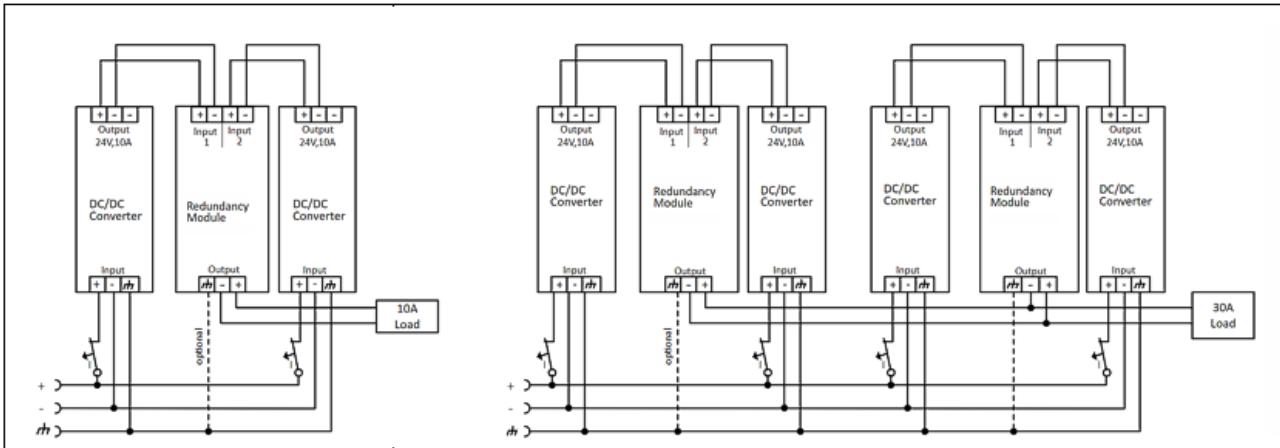 + - -
Output
24V,10A
DC/DC
Converter
Input
+ -
+ - + -
Input 1
Input 2
Redundancy
Module
Output
- +
optional
+ - -
Output
24V,10A
DC/DC
Converter
Input
+ -
10A
Load
+
-
+ - -
Output
24V,10A
DC/DC
Converter
Input
+ -
+ - + -
Input 1
Input 2
Redundancy
Module
Output
- +
optional
+ - -
Output
24V,10A
DC/DC
Converter
Input
+ -
+ - -
Output
24V,10A
DC/DC
Converter
Input
+ -
+ - + -
Input 1
Input 2
Redundancy
Module
Output
- +
+ - -
Output
24V,10A
DC/DC
Converter
Input
+ -
30A
Load
+
-